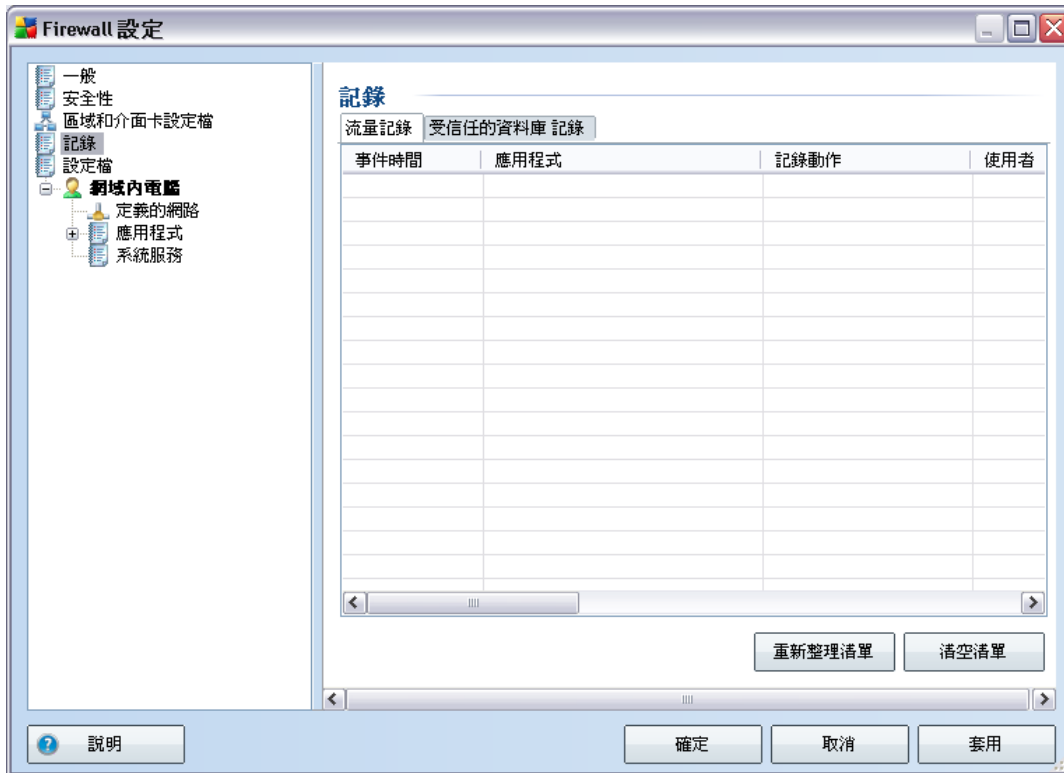 Firewall 設定
一般
安全性
區域和介面卡設定檔
記錄
設定檔
網域內電腦
定義的網路
應用程式
系統服務
記錄
流量記錄 受信任的資料庫 記錄
事件時間 應用程式 記錄動作 使用者
重新整理清單 清空清單
說明 確定 取消 套用